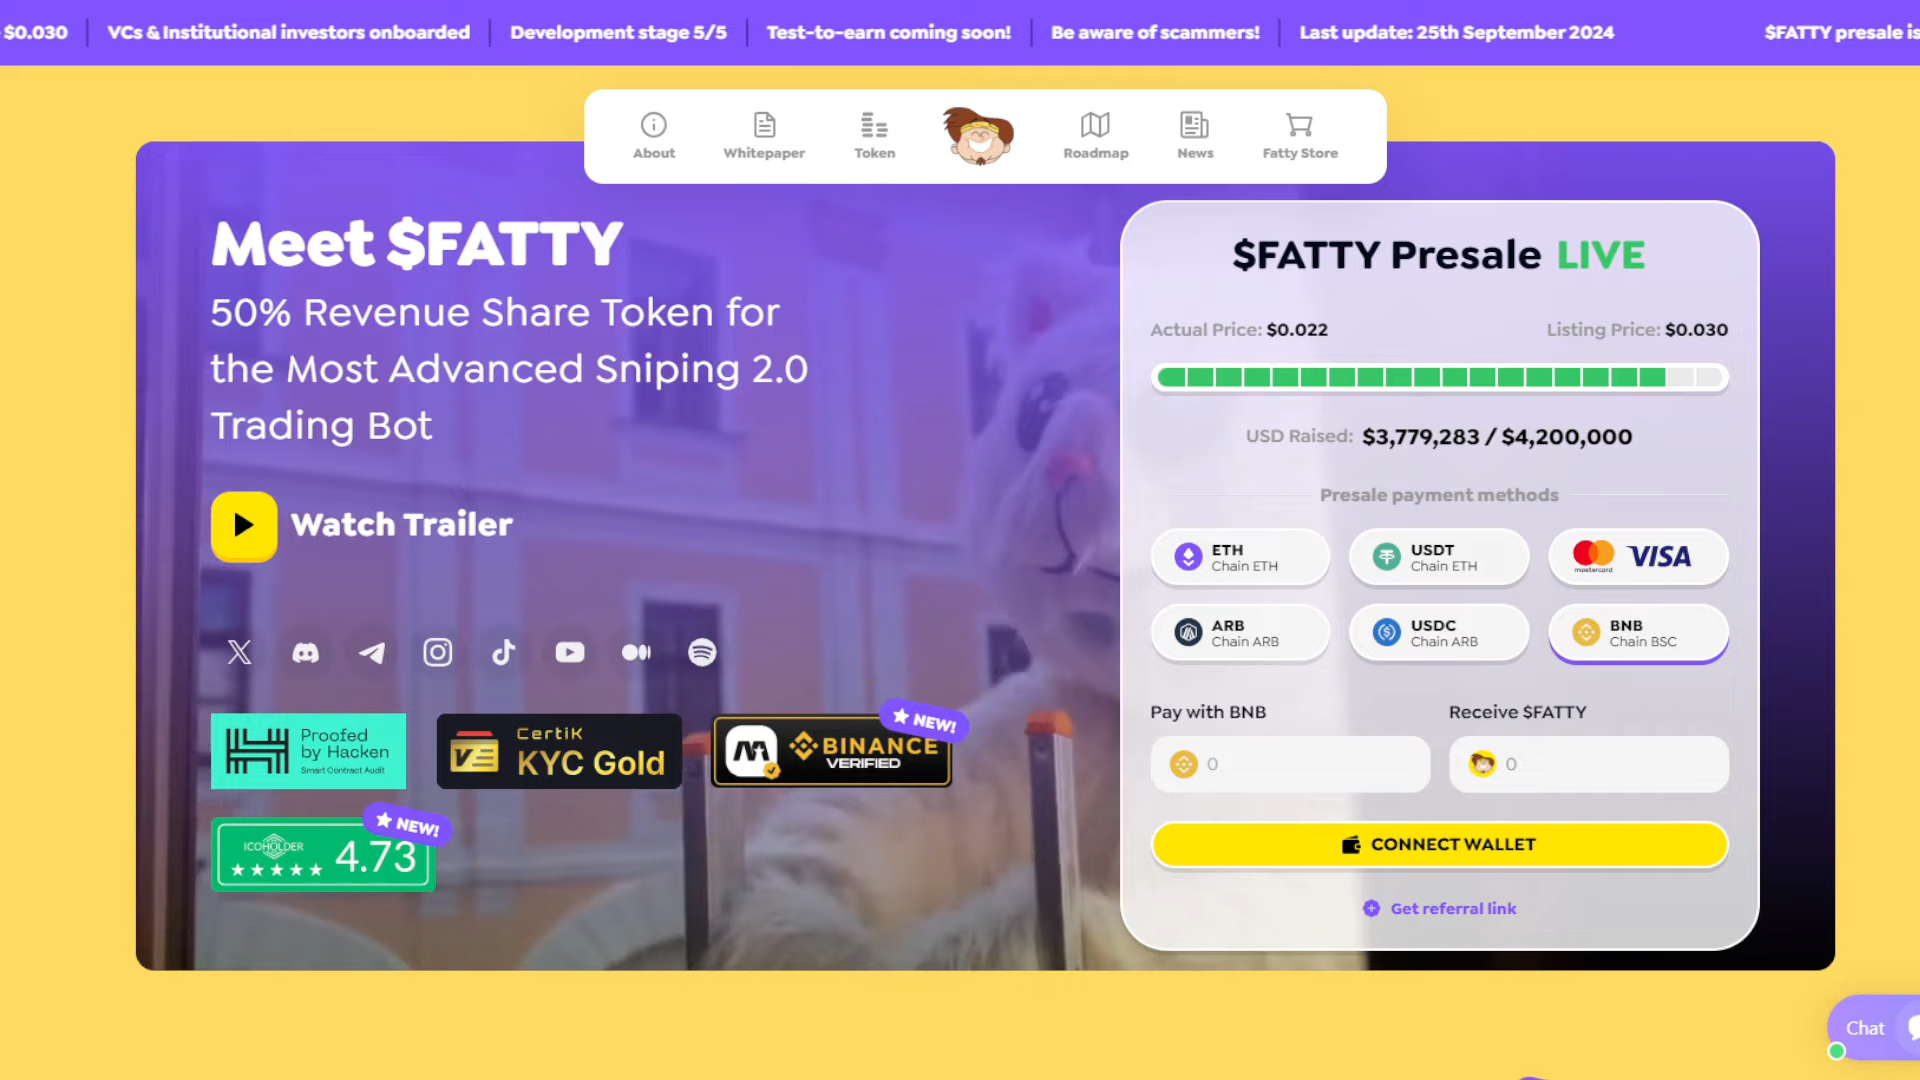 $0.030
VCs & Institutional investors onboarded
Development stage 5/5
Test-to-earn coming soon!
Be aware of scammers!
Last update: 25th September 2024
$FATTY presale is
About
Whitepaper
Token
Roadmap
News
Fatty Store
Meet $FATTY
50% Revenue Share Token for
the Most Advanced Sniping 2.0
Trading Bot
Watch Trailer
Proofed
by Hacken
Smart Contract Audit
CertiK
KYC Gold
BINANCE
VERIFIED
NEW!
ICOHOLDER
4.73
NEW!
$FATTY Presale LIVE
Actual Price: $0.022
Listing Price: $0.030
USD Raised: $3,779,283 / $4,200,000
Presale payment methods
ETH
Chain ETH
USDT
Chain ETH
mastercard
VISA
ARB
Chain ARB
USDC
Chain ARB
BNB
Chain BSC
Pay with BNB
Receive $FATTY
0
0
CONNECT WALLET
Get referral link
Chat